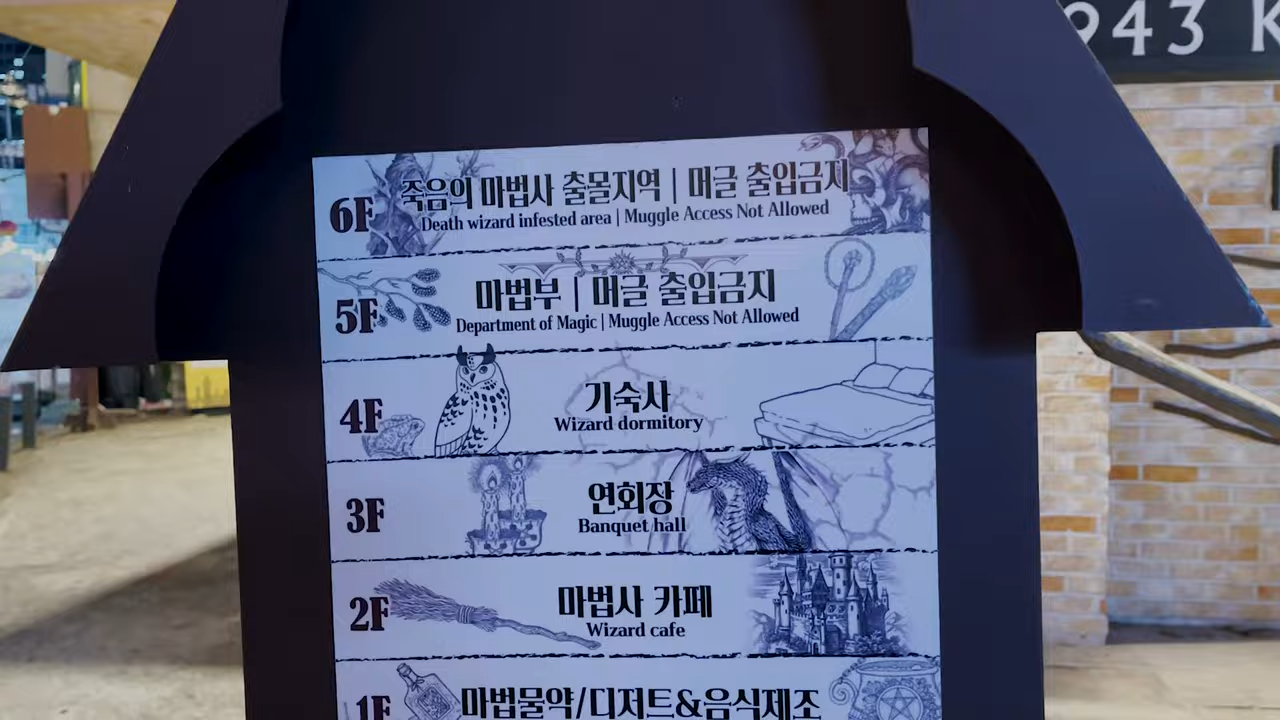 943 K
6F
죽음의 마법사 출몰지역 | 머글 출입금지
Death wizard infested area | Muggle Access Not Allowed
5F
마법부 | 머글 출입금지
Department of Magic | Muggle Access Not Allowed
4F
기숙사
Wizard dormitory
3F
연회장
Banquet hall
2F
마법사 카페
Wizard cafe
1F
마법물약/디저트&음식제조